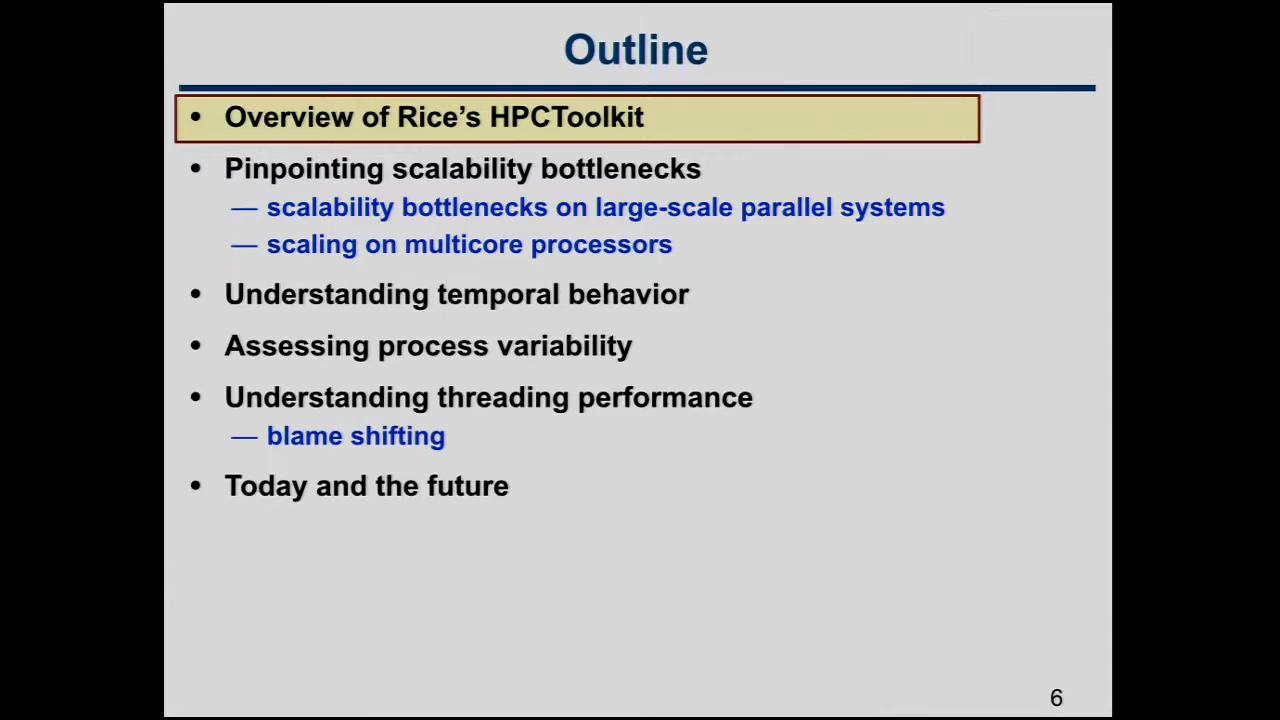 Outline
• Overview of Rice's HPCToolkit
• Pinpointing scalability bottlenecks
— scalability bottlenecks on large-scale parallel systems
— scaling on multicore processors
• Understanding temporal behavior
• Assessing process variability
• Understanding threading performance
— blame shifting
• Today and the future
6